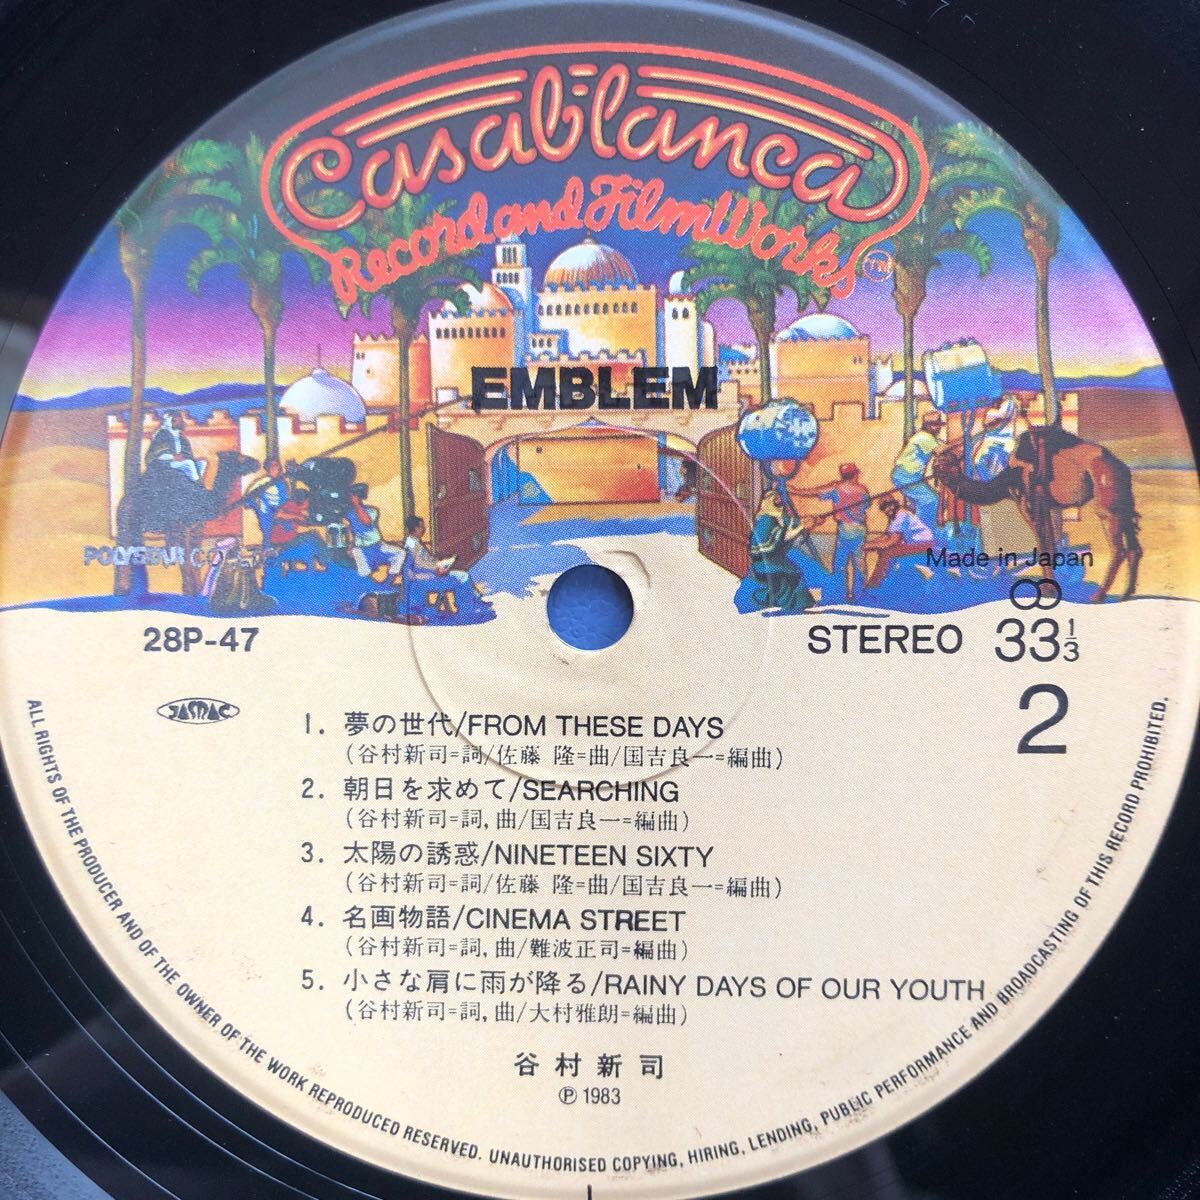 Casablanca
Record and FilmWorks TM
EMBLEM
POLYSTAR CO., LTD.
Made in Japan
28P-47
STEREO 33 1/3
2
JASRAC
1. 夢の世代/FROM THESE DAYS
(谷村新司=詞/佐藤 隆=曲/国吉良一=編曲)
2. 朝日を求めて/SEARCHING
(谷村新司=詞,曲/国吉良一=編曲)
3. 太陽の誘惑/NINETEEN SIXTY
(谷村新司=詞/佐藤 隆=曲/国吉良一=編曲)
4. 名画物語/CINEMA STREET
(谷村新司=詞,曲/難波正司=編曲)
5. 小さな肩に雨が降る/RAINY DAYS OF OUR YOUTH
(谷村新司=詞,曲/大村雅朗=編曲)
谷村新司
Ⓟ 1983
ALL RIGHTS OF THE PRODUCER AND OF THE OWNER OF THE WORK REPRODUCED RESERVED. UNAUTHORISED COPYING, HIRING, LENDING, PUBLIC PERFORMANCE AND BROADCASTING OF THIS RECORD PROHIBITED.